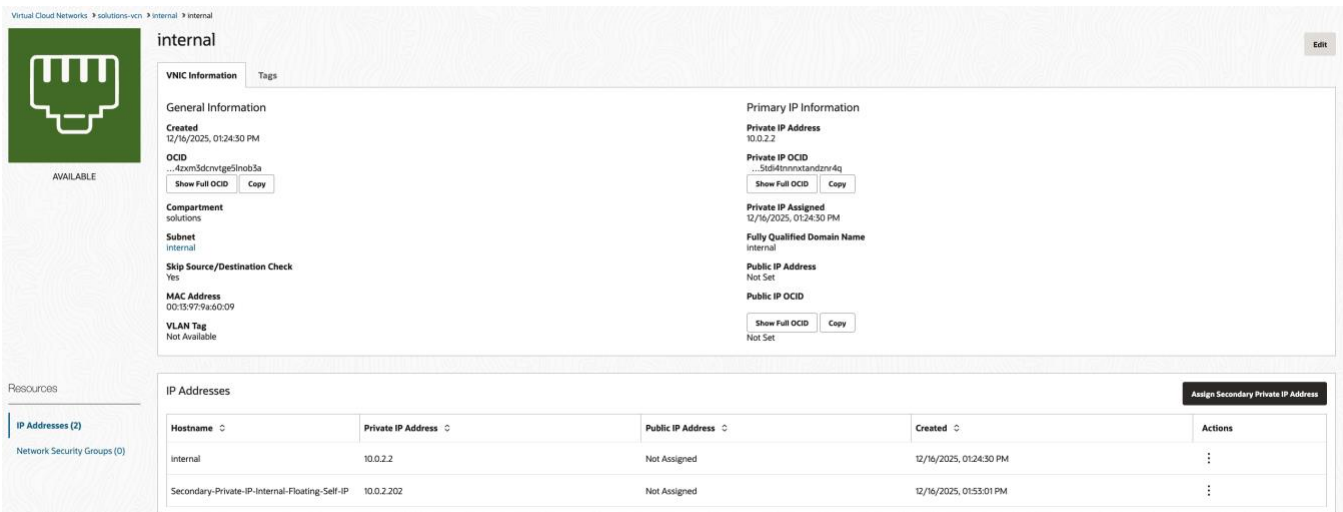 Virtual Cloud Networks > solutions-vcn > internal > internal
internal
Edit
AVAILABLE
VNIC Information Tags
General Information
Created
12/16/2025, 01:24:30 PM
OCID
...4zxm3dcnvtge5lnob3a
Show Full OCID Copy
Compartment
solutions
Subnet
internal
Skip Source/Destination Check
Yes
MAC Address
00:13:97:9a:60:09
VLAN Tag
Not Available
Primary IP Information
Private IP Address
10.0.2.2
Private IP OCID
...5tdi4tnnnxtandznr4q
Show Full OCID Copy
Private IP Assigned
12/16/2025, 01:24:30 PM
Fully Qualified Domain Name
internal
Public IP Address
Not Set
Public IP OCID
Show Full OCID Copy
Not Set
Resources
IP Addresses (2)
Network Security Groups (0)
IP Addresses
Assign Secondary Private IP Address
Hostname Private IP Address Public IP Address Created Actions
internal 10.0.2.2 Not Assigned 12/16/2025, 01:24:30 PM
Secondary-Private-IP-Internal-Floating-Self-IP 10.0.2.202 Not Assigned 12/16/2025, 01:53:01 PM